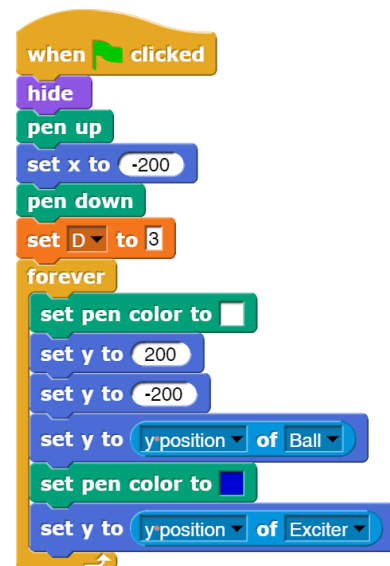 when clicked
hide
pen up
set x to -200
pen down
set D to 3
forever
set pen color to
set y to 200
set y to -200
set y to y position of Ball
set pen color to
set y to y position of Exciter